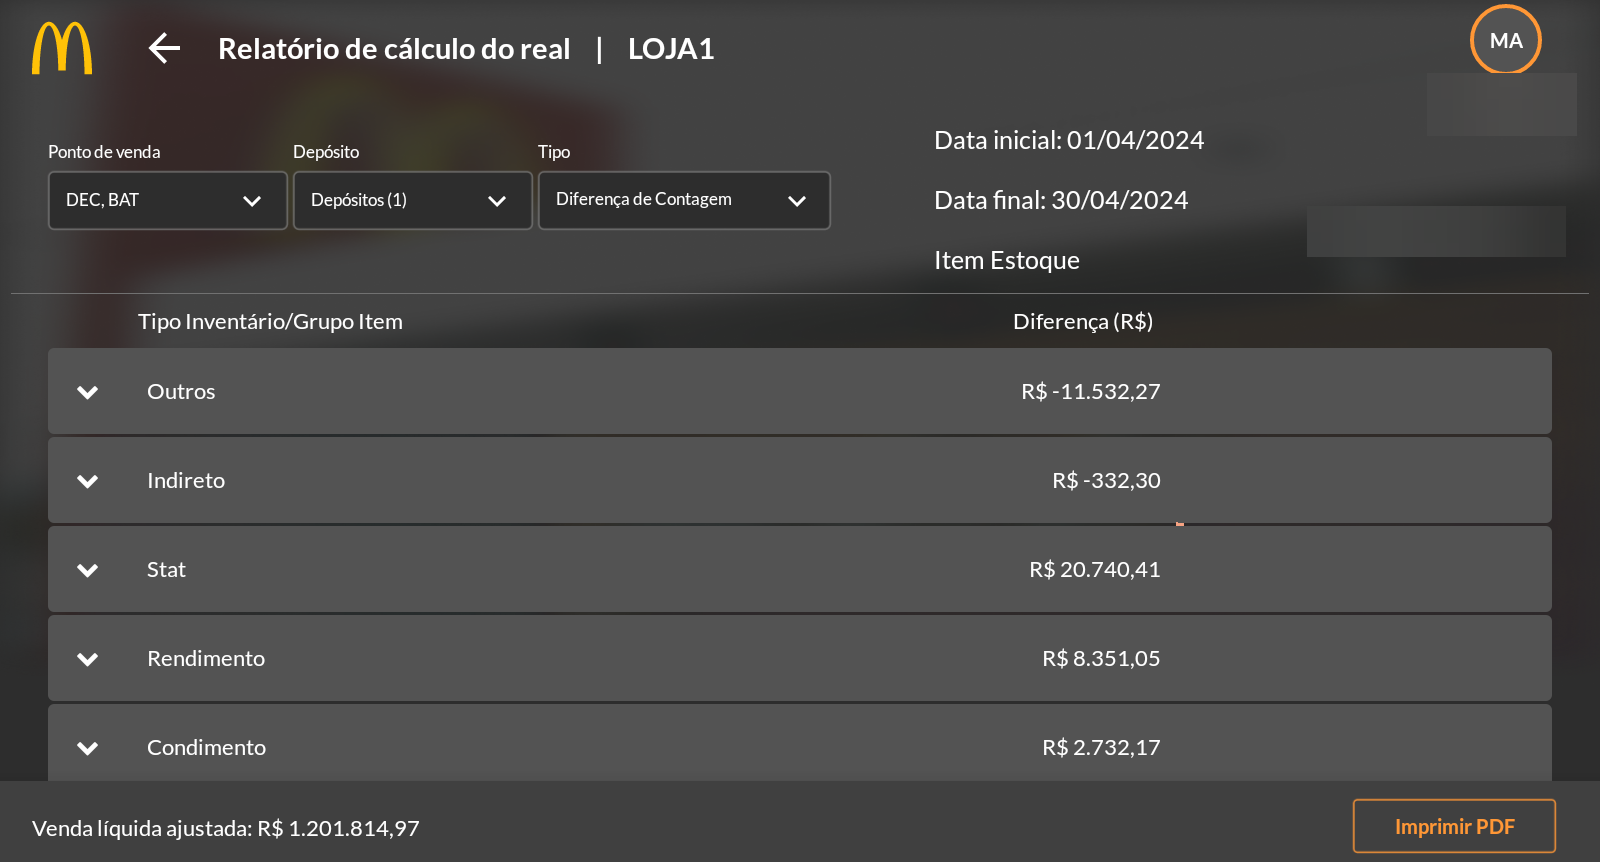 Relatório de cálculo do real | LOJA1
MA
Ponto de venda
DEC, BAT
Depósito
Depósitos (1)
Tipo
Diferença de Contagem
Data inicial: 01/04/2024
Data final: 30/04/2024
Item Estoque
Tipo Inventário/Grupo Item Diferença (R$)
Outros R$ -11.532,27
Indireto R$ -332,30
Stat R$ 20.740,41
Rendimento R$ 8.351,05
Condimento R$ 2.732,17
Venda líquida ajustada: R$ 1.201.814,97
Imprimir PDF